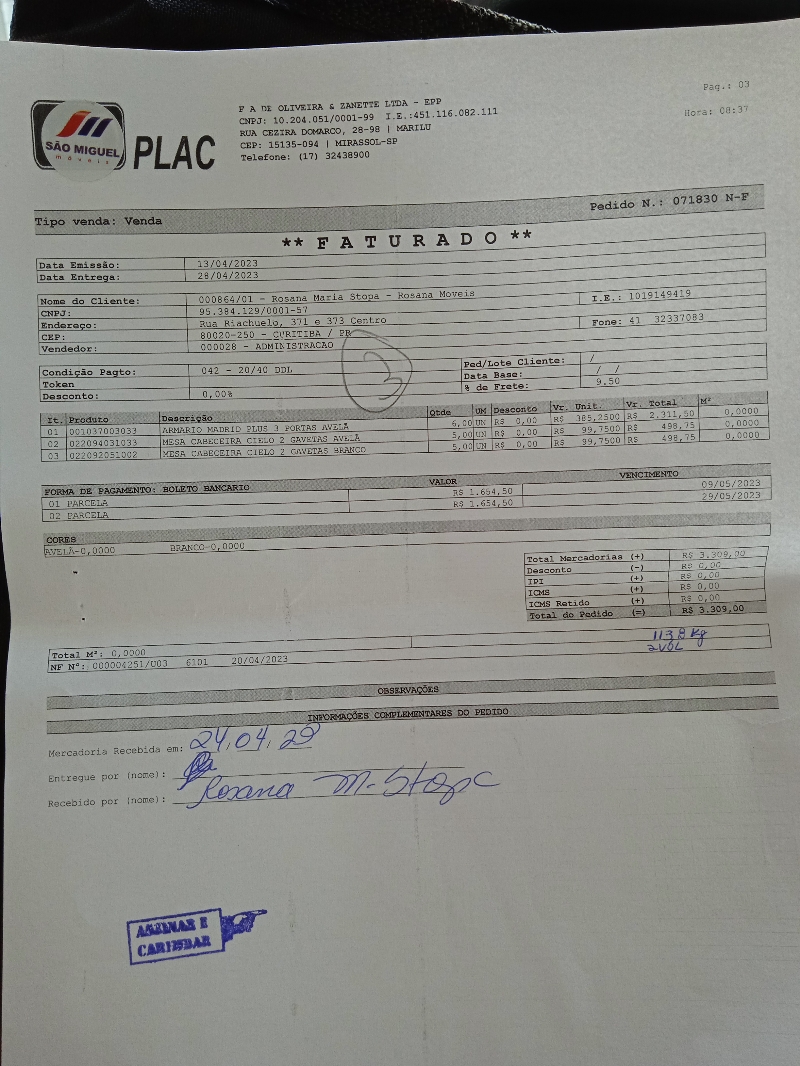 Pag.: 03
Hora: 08:37
SÃO MIGUEL
móveis
PLAC
F A DE OLIVEIRA & ZANETTE LTDA - EPP
CNPJ: 10.204.051/0001-99 I.E.:451.116.082.111
RUA CEZIRA DOMARCO, 28-98 | MARILU
CEP: 15135-094 | MIRASSOL-SP
Telefone: (17) 32438900
Tipo venda: Venda Pedido N.: 071830 N-F
** F A T U R A D O **
Data Emissão: 13/04/2023
Data Entrega: 28/04/2023
Nome do Cliente: 000864/01 - Rosana Maria Stopa - Rosana Moveis I.E.: 1019149419
CNPJ: 95.384.129/0001-57
Endereço: Rua Riachuelo, 371 e 373 Centro Fone: 41 32337083
CEP: 80020-250 - CURITIBA / PR
Vendedor: 000028 - ADMINISTRACAO
3
Condição Pagto: 042 - 20/40 DDL Ped/Lote Cliente: /
Token Data Base: / /
Desconto: 0,00% % de Frete: 9,50
It. Produto Descrição Qtde UM Desconto Vr. Unit. Vr. Total M²
01 001037003033 ARMARIO MADRID PLUS 3 PORTAS AVELÃ 6,00 UN R$ 0,00 R$ 385,2500 R$ 2.311,50 0,0000
02 022094031033 MESA CABECEIRA CIELO 2 GAVETAS AVELÃ 5,00 UN R$ 0,00 R$ 99,7500 R$ 498,75 0,0000
03 022092051002 MESA CABECEIRA CIELO 2 GAVETAS BRANCO 5,00 UN R$ 0,00 R$ 99,7500 R$ 498,75 0,0000
FORMA DE PAGAMENTO: BOLETO BANCARIO VALOR VENCIMENTO
01 PARCELA R$ 1.654,50 09/05/2023
02 PARCELA R$ 1.654,50 29/05/2023
CORES
AVELÃ-0,0000 BRANCO-0,0000
Total Mercadorias (+) R$ 3.309,00
Desconto (-) R$ 0,00
IPI (+) R$ 0,00
ICMS (+) R$ 0,00
ICMS Retido (+) R$ 0,00
Total do Pedido (=) R$ 3.309,00
Total M²: 0,0000
NF Nº: 000004251/003 6101 20/04/2023
OBSERVAÇÕES
INFORMAÇÕES COMPLEMENTARES DO PEDIDO
Mercadoria Recebida em: 24,04,
Entregue por (nome):
Recebido por (nome): Rosana M. Stopa
ASSINAR E
CARIMBAR